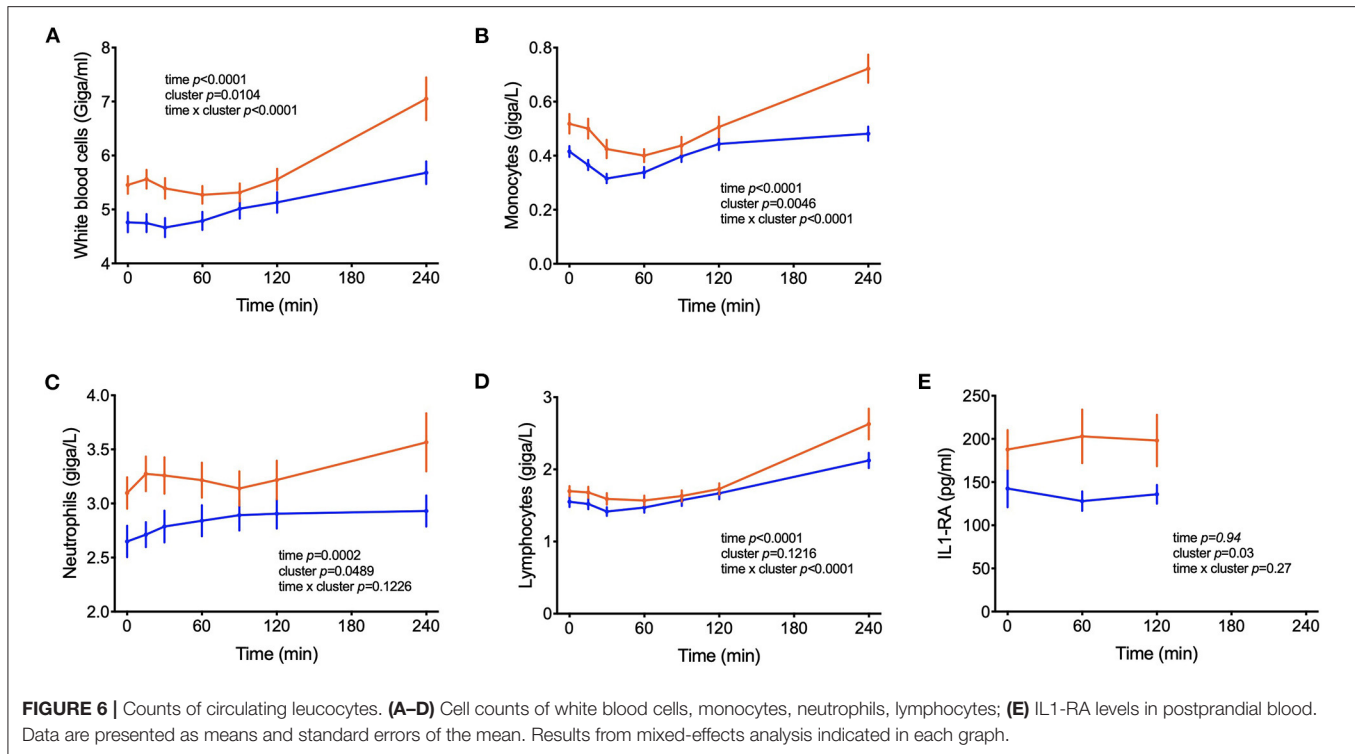 A
White blood cells (Giga/ml)
8
7
6
5
4
time p<0.0001
cluster p=0.0104
time x cluster p<0.0001
0 60 120 180 240
Time (min)
B
Monocytes (giga/L)
0.8
0.6
0.4
0.2
0.0
time p<0.0001
cluster p=0.0046
time x cluster p<0.0001
0 60 120 180 240
Time (min)
C
Neutrophils (giga/L)
4.0
3.5
3.0
2.5
2.0
time p=0.0002
cluster p=0.0489
time x cluster p=0.1226
0 60 120 180 240
Time (min)
D
Lymphocytes (giga/L)
3
2
1
0
time p<0.0001
cluster p=0.1216
time x cluster p<0.0001
0 60 120 180 240
Time (min)
E
IL1-RA (pg/ml)
250
200
150
100
50
0
time p=0.94
cluster p=0.03
time x cluster p=0.27
0 60 120 180 240
Time (min)
FIGURE 6 | Counts of circulating leucocytes. (A–D) Cell counts of white blood cells, monocytes, neutrophils, lymphocytes; (E) IL1-RA levels in postprandial blood.
Data are presented as means and standard errors of the mean. Results from mixed-effects analysis indicated in each graph.